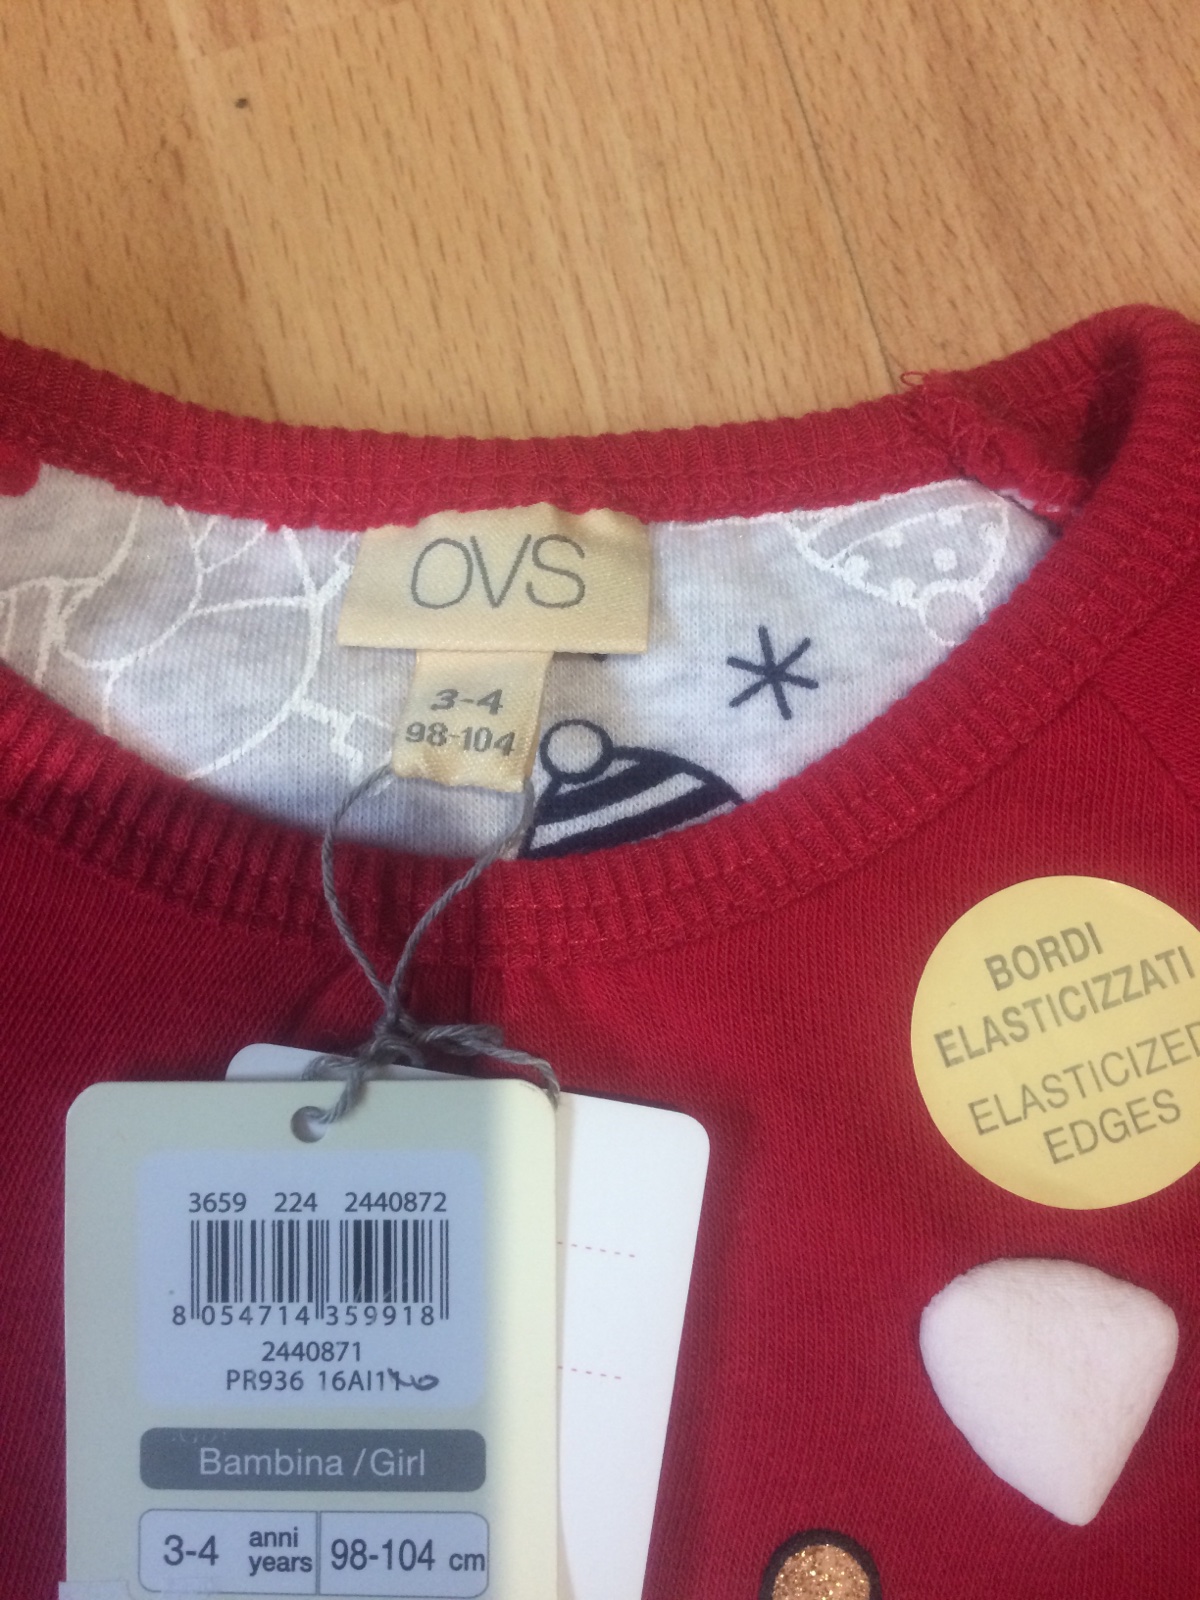 OVS
3-4
98-104
BORDI
ELASTICIZZATI
ELASTICIZED
EDGES
3659 224 2440872
8 054714 359918
2440871
PR936 16AI1
Bambina / Girl
3-4 anni years 98-104 cm